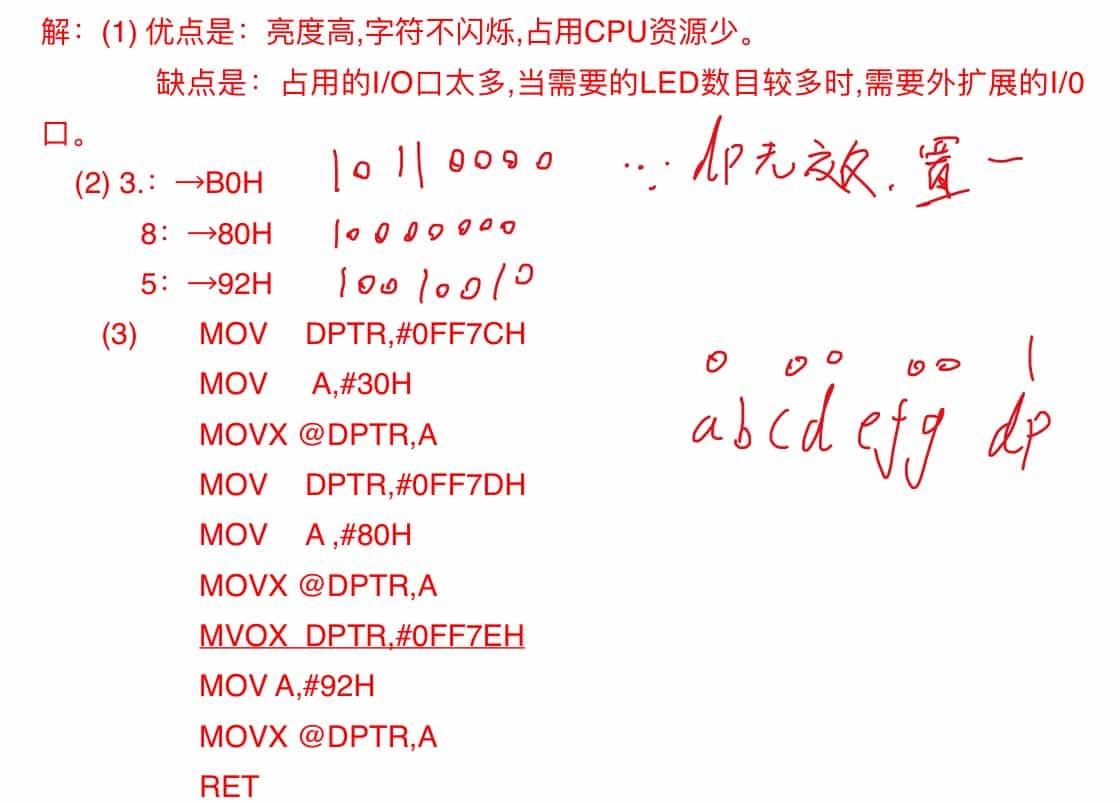 解：(1) 优点是：亮度高,字符不闪烁,占用CPU资源少。
缺点是：占用的I/O口太多,当需要的LED数目较多时,需要外扩展的I/0
口。
(2) 3.：→B0H 10110000 ∵ dp无效.置一
8：→80H 10000000
5：→92H 10010010
(3) MOV DPTR,#0FF7CH
MOV A,#30H
0 00 00 1
MOVX @DPTR,A
abcd efg dp
MOV DPTR,#0FF7DH
MOV A ,#80H
MOVX @DPTR,A
MVOX DPTR,#0FF7EH
MOV A,#92H
MOVX @DPTR,A
RET